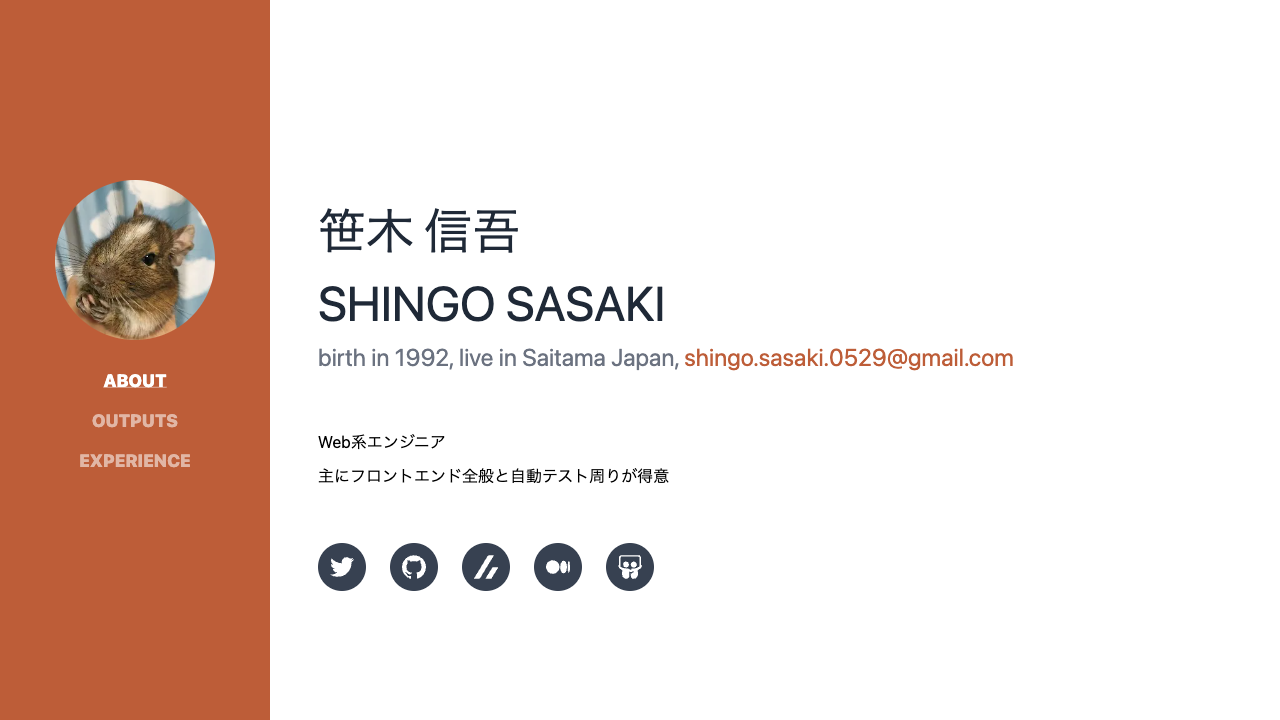 ABOUT
OUTPUTS
EXPERIENCE
笹木 信吾
SHINGO SASAKI
birth in 1992, live in Saitama Japan, shingo.sasaki.0529@gmail.com
Web系エンジニア
主にフロントエンド全般と自動テスト周りが得意